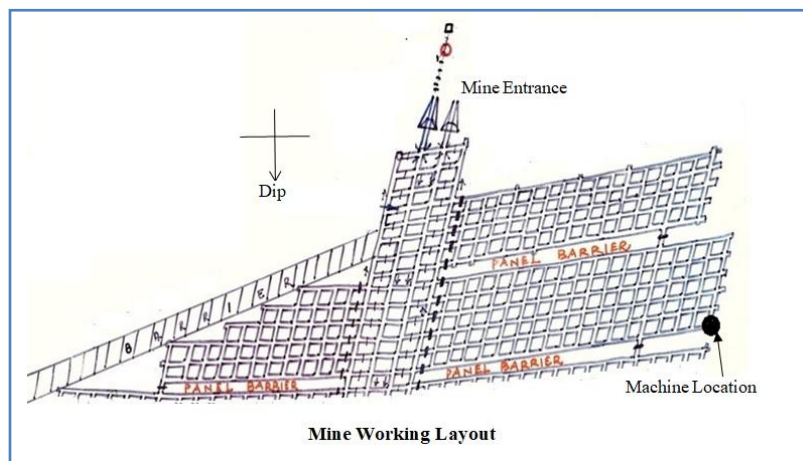 Mine Entrance
Dip
PANEL BARRIER
BARRIER
PANEL BARRIER
PANEL BARRIER
Machine Location
Mine Working Layout